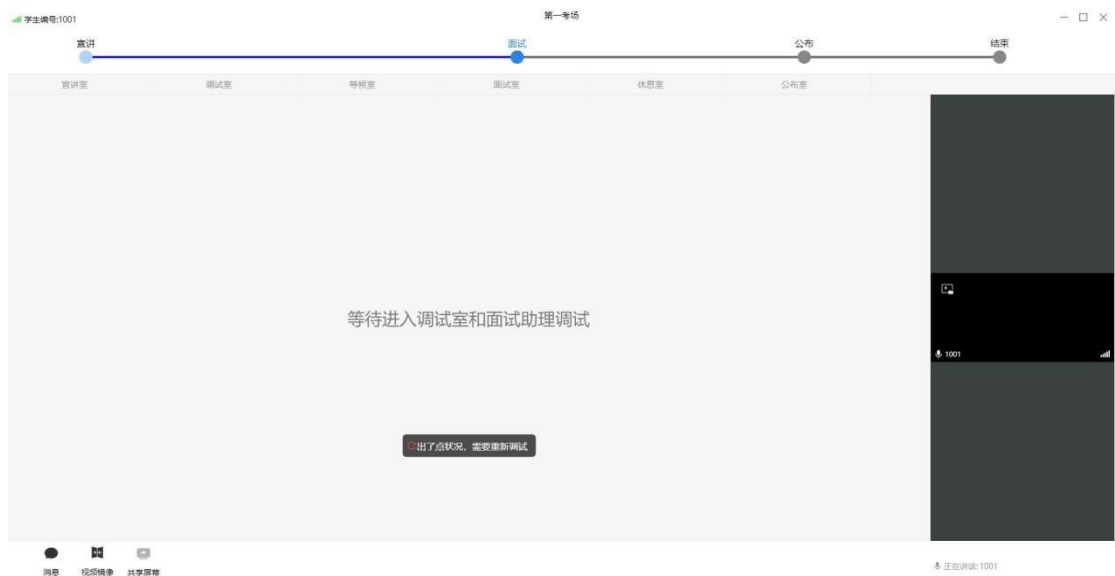 学生编号:1001
第一考场
宣讲 面试 公布 结束
宣讲室 调试室 等候室 面试室 休息室 公布室
等待进入调试室和面试助理调试
1001
出了点状况，需要重新调试
消息 视频镜像 共享屏幕
正在讲话: 1001